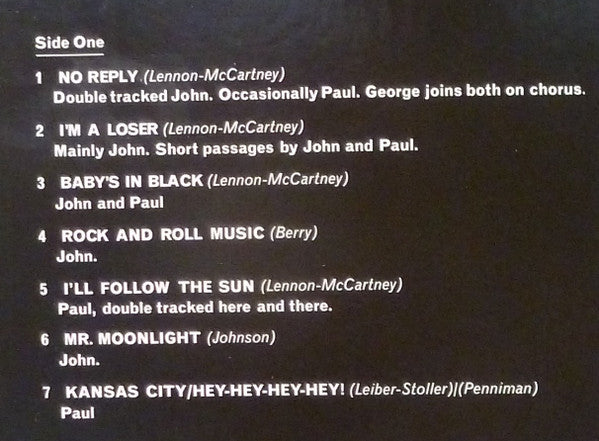 Side One
1 NO REPLY (Lennon-McCartney)
Double tracked John. Occasionally Paul. George joins both on chorus.
2 I'M A LOSER (Lennon-McCartney)
Mainly John. Short passages by John and Paul.
3 BABY'S IN BLACK (Lennon-McCartney)
John and Paul
4 ROCK AND ROLL MUSIC (Berry)
John.
5 I'LL FOLLOW THE SUN (Lennon-McCartney)
Paul, double tracked here and there.
6 MR. MOONLIGHT (Johnson)
John.
7 KANSAS CITY/HEY-HEY-HEY-HEY! (Leiber-Stoller)|(Penniman)
Paul